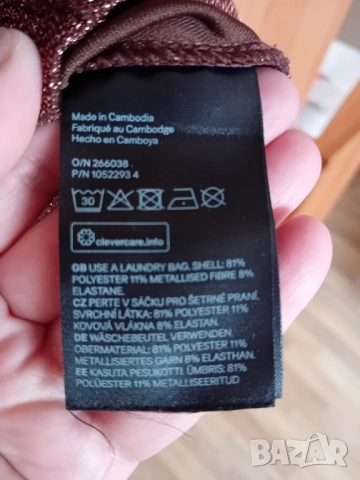 Made in Cambodia
Fabriqué au Cambodge
Hecho en Camboya
O/N 266038
P/N 1052293 4
30
clevercare.info
GB USE A LAUNDRY BAG. SHELL: 81%
POLYESTER 11% METALLISED FIBRE 8%
ELASTANE.
CZ PERTE V SÁČKU PRO ŠETRNÉ PRANÍ.
SVRCHNÍ LÁTKA: 81% POLYESTER 11%
KOVOVÁ VLÁKNA 8% ELASTAN.
DE WÄSCHEBEUTEL VERWENDEN.
OBERMATERIAL: 81% POLYESTER 11%
METALLISIERTES GARN 8% ELASTHAN.
EE KASUTA PESUKOTTI. ÜMBRIS: 81%
POLÜESTER 11% METALLISEERITUD
bazar.bg